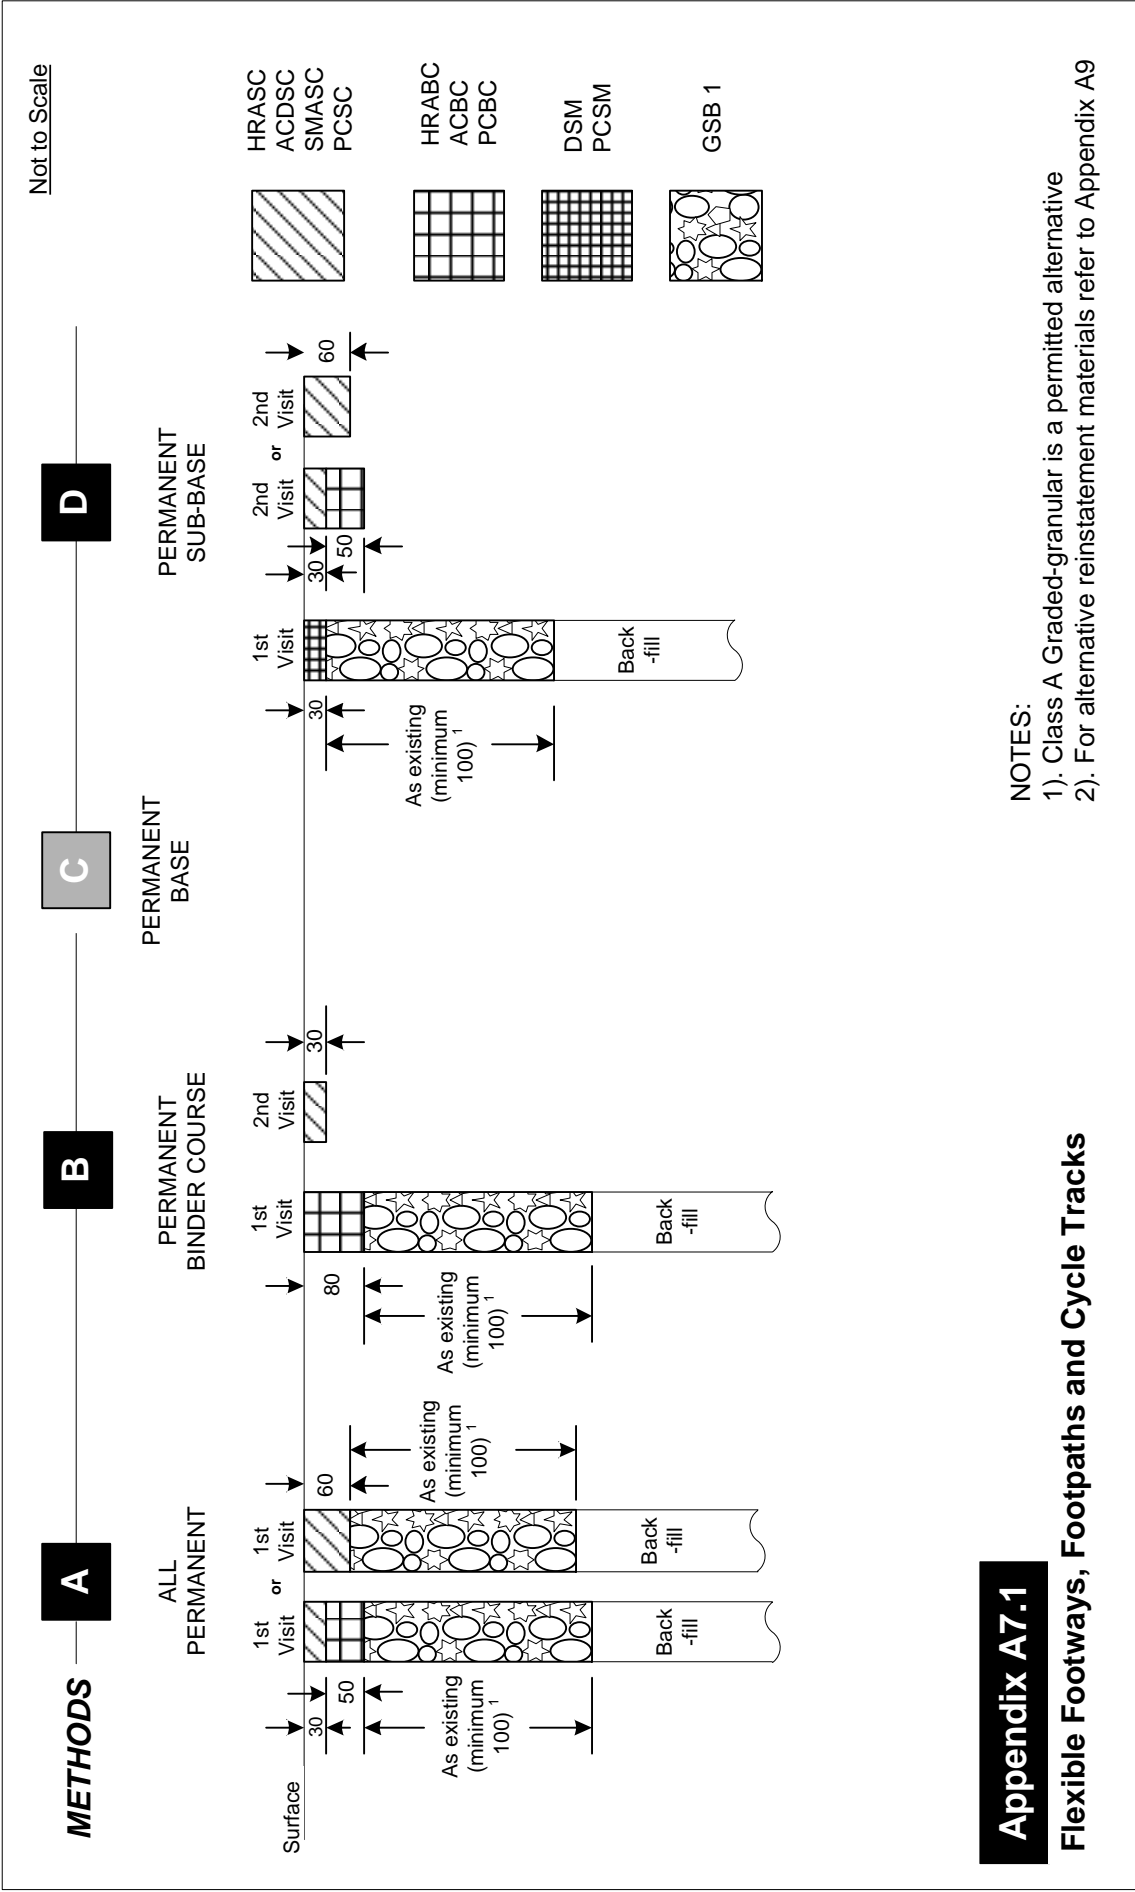 Not to Scale
METHODS
A
B
C
D
ALL
PERMANENT
PERMANENT
BINDER COURSE
PERMANENT
BASE
PERMANENT
SUB-BASE
Surface
1st
Visit
or
1st
Visit
30
50
As existing
(minimum
100) 1
Back
-fill
60
As existing
(minimum
100) 1
Back
-fill
1st
Visit
80
As existing
(minimum
100) 1
Back
-fill
2nd
Visit
30
1st
Visit
30
As existing
(minimum
100) 1
Back
-fill
2nd
Visit
or
2nd
Visit
30
50
60
HRASC
ACDSC
SMASC
PCSC
HRABC
ACBC
PCBC
DSM
PCSM
GSB 1
NOTES:
1). Class A Graded-granular is a permitted alternative
2). For alternative reinstatement materials refer to Appendix A9
Appendix A7.1
Flexible Footways, Footpaths and Cycle Tracks